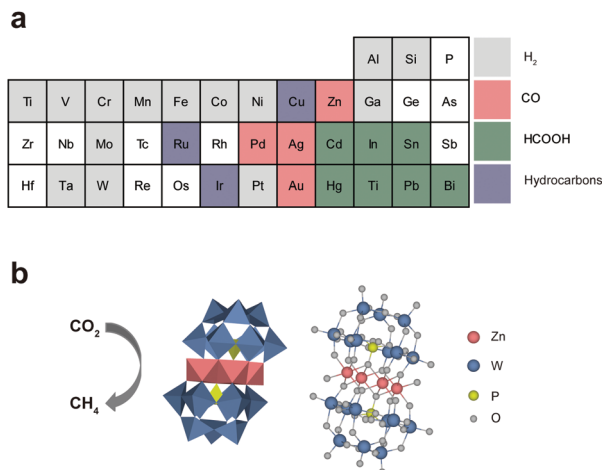 a
Al Si P H₂
Ti V Cr Mn Fe Co Ni Cu Zn Ga Ge As CO
Zr Nb Mo Tc Ru Rh Pd Ag Cd In Sn Sb HCOOH
Hf Ta W Re Os Ir Pt Au Hg Ti Pb Bi Hydrocarbons
b
CO₂
CH₄
Zn
W
P
O